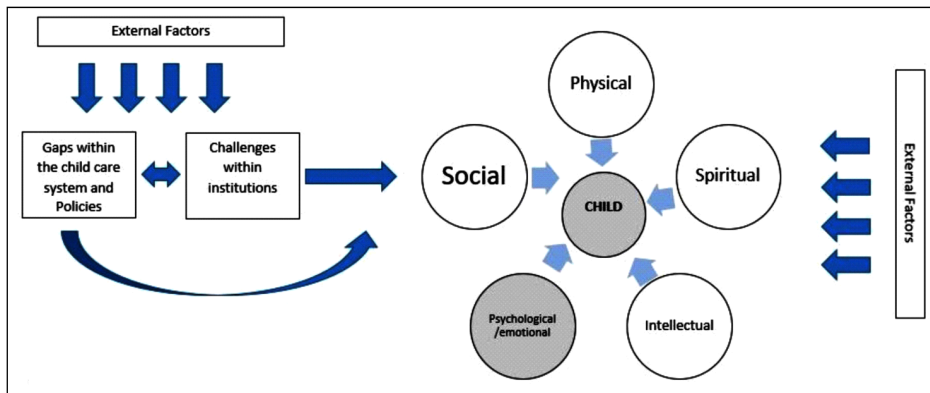 External Factors
Gaps within
the child care
system and
Policies
Challenges
within
institutions
Physical
Social
Spiritual
CHILD
Psychological
/emotional
Intellectual
External Factors